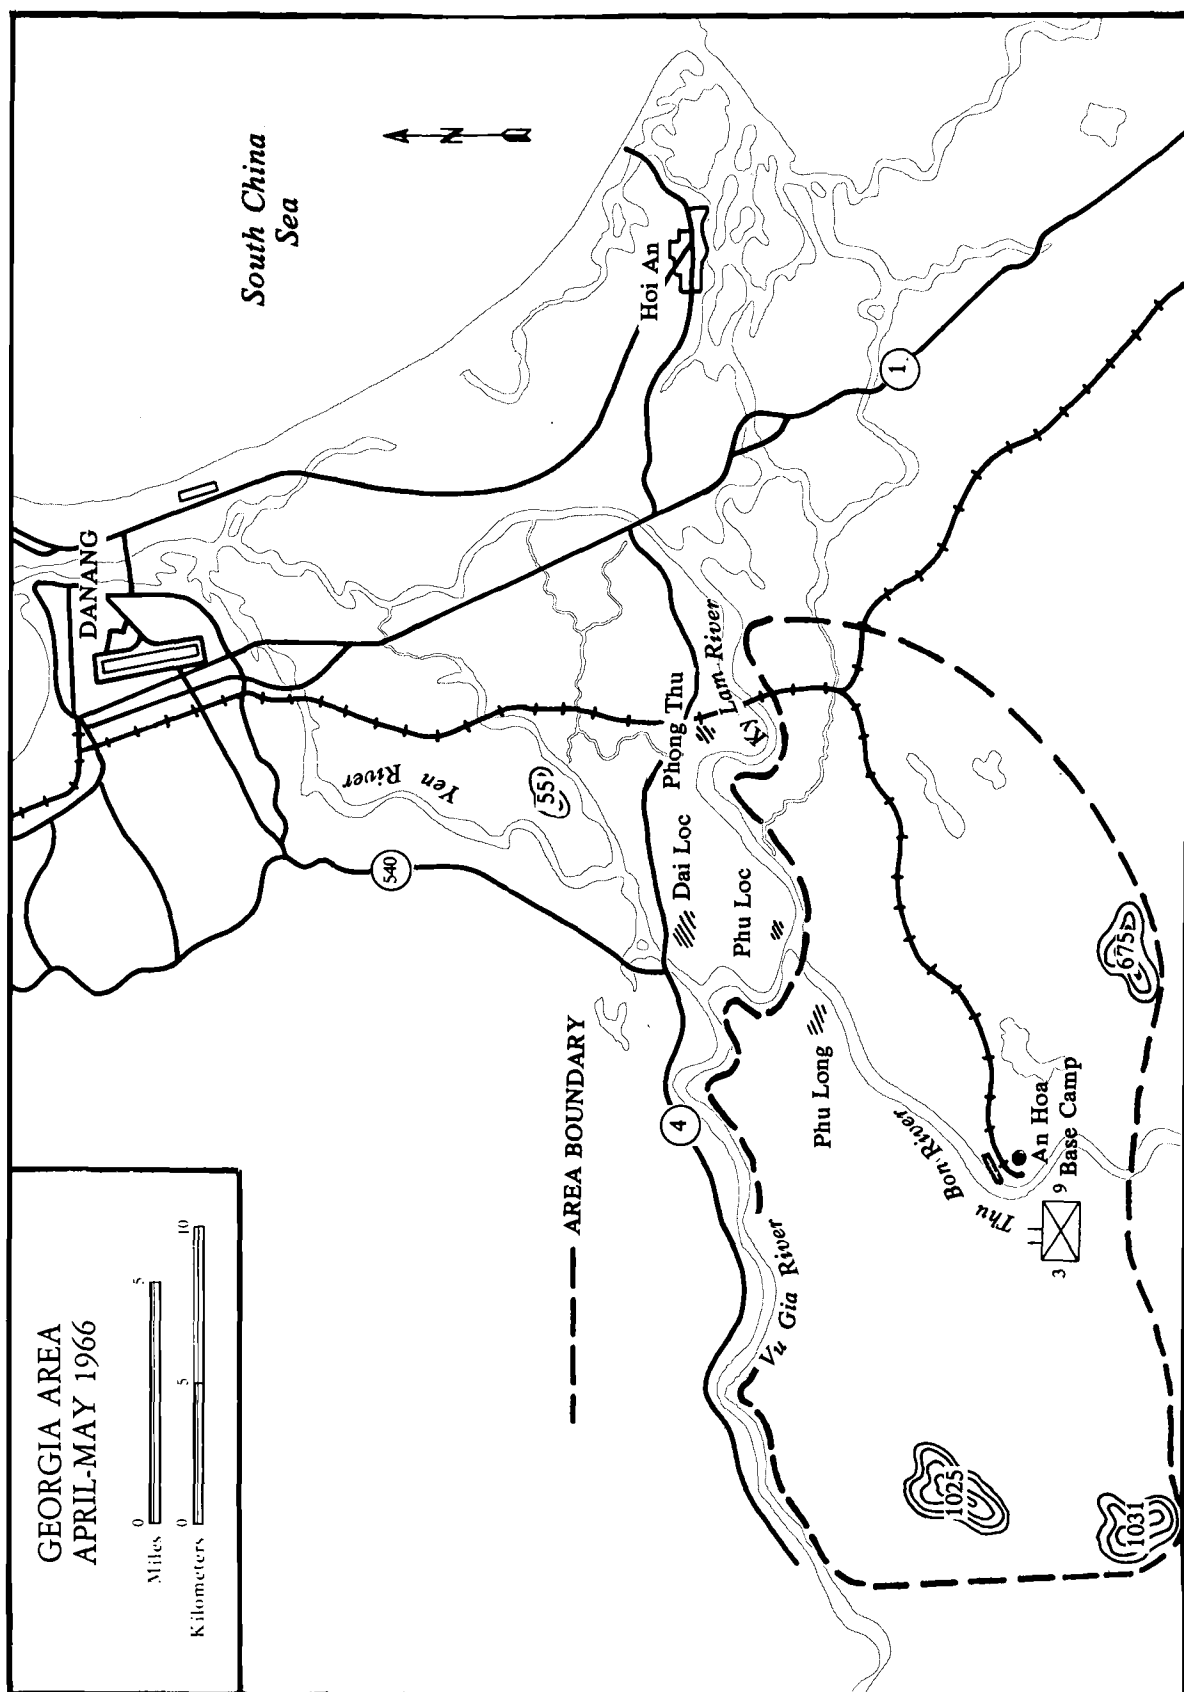 GEORGIA AREA
APRIL-MAY 1966
0
5
Miles
0
5
10
Kilometers
South China
Sea
N
DANANG
Hoi An
1
Yen River
55
540
Phong Thu
Ky Lam River
Dai Loc
Phu Loc
AREA BOUNDARY
4
Phu Long
Vu Gia River
Thu Bon River
675
An Hoa
Base Camp
3
9
1025
1031